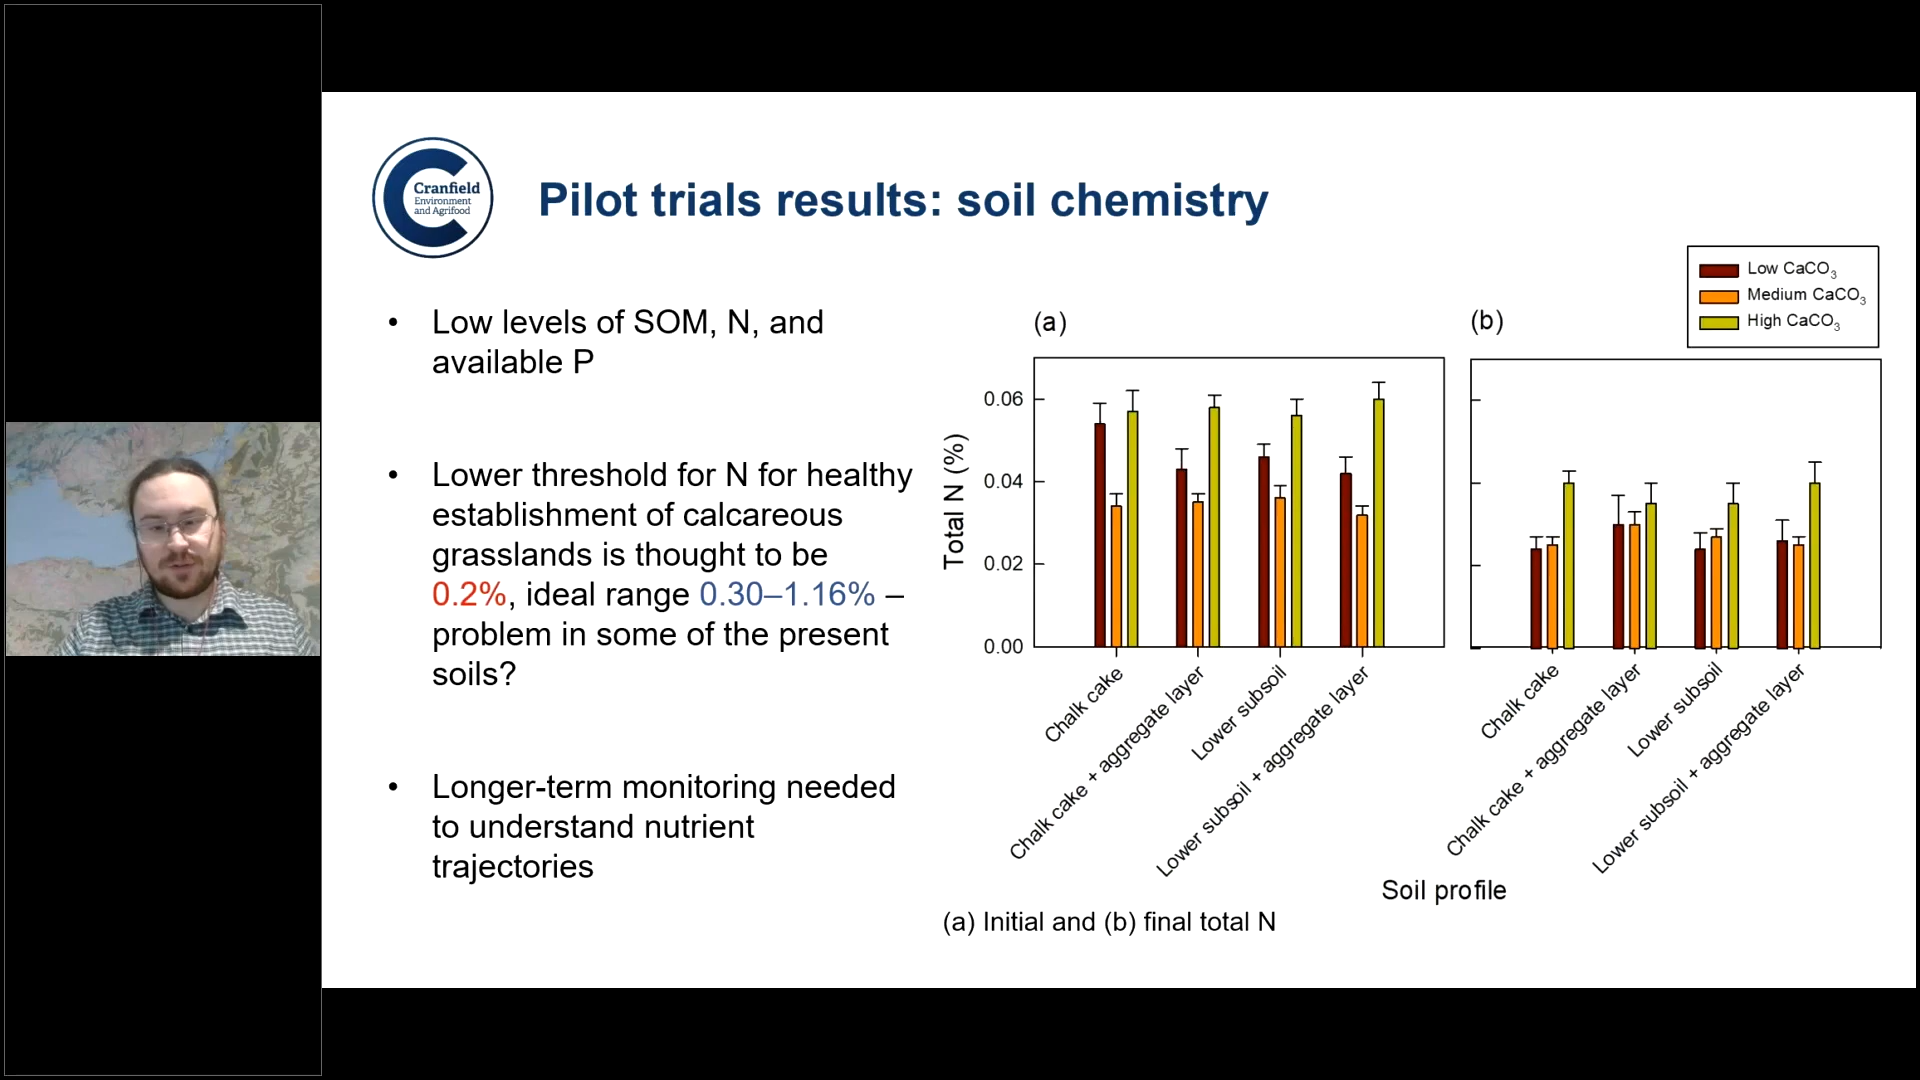 Cranfield
Environment
and Agrifood
Pilot trials results: soil chemistry
• Low levels of SOM, N, and
available P
• Lower threshold for N for healthy
establishment of calcareous
grasslands is thought to be
0.2%, ideal range 0.30–1.16% –
problem in some of the present
soils?
• Longer-term monitoring needed
to understand nutrient
trajectories
Low CaCO₃
Medium CaCO₃
High CaCO₃
(a)
(b)
Total N (%)
0.06
0.04
0.02
0.00
Chalk cake
Chalk cake + aggregate layer
Lower subsoil
Lower subsoil + aggregate layer
Chalk cake
Chalk cake + aggregate layer
Lower subsoil
Lower subsoil + aggregate layer
Soil profile
(a) Initial and (b) final total N